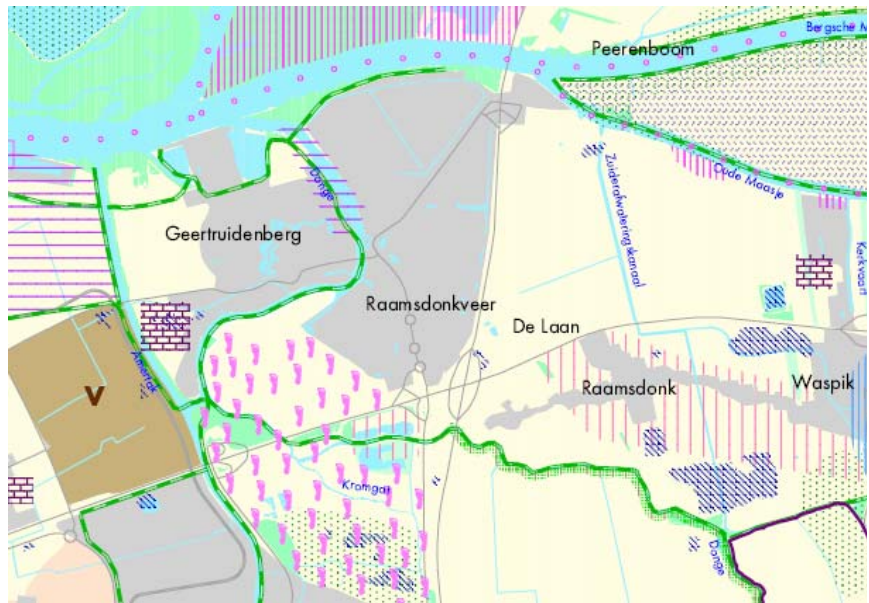 Peerenboom
Bergsche M
Donge
Zuiderafwateringskanaal
Oude Maasje
Geertruidenberg
Kerkvaart
Raamsdonkveer
De Laan
Amertak
V
Raamsdonk
Waspik
Kromgat
Donge